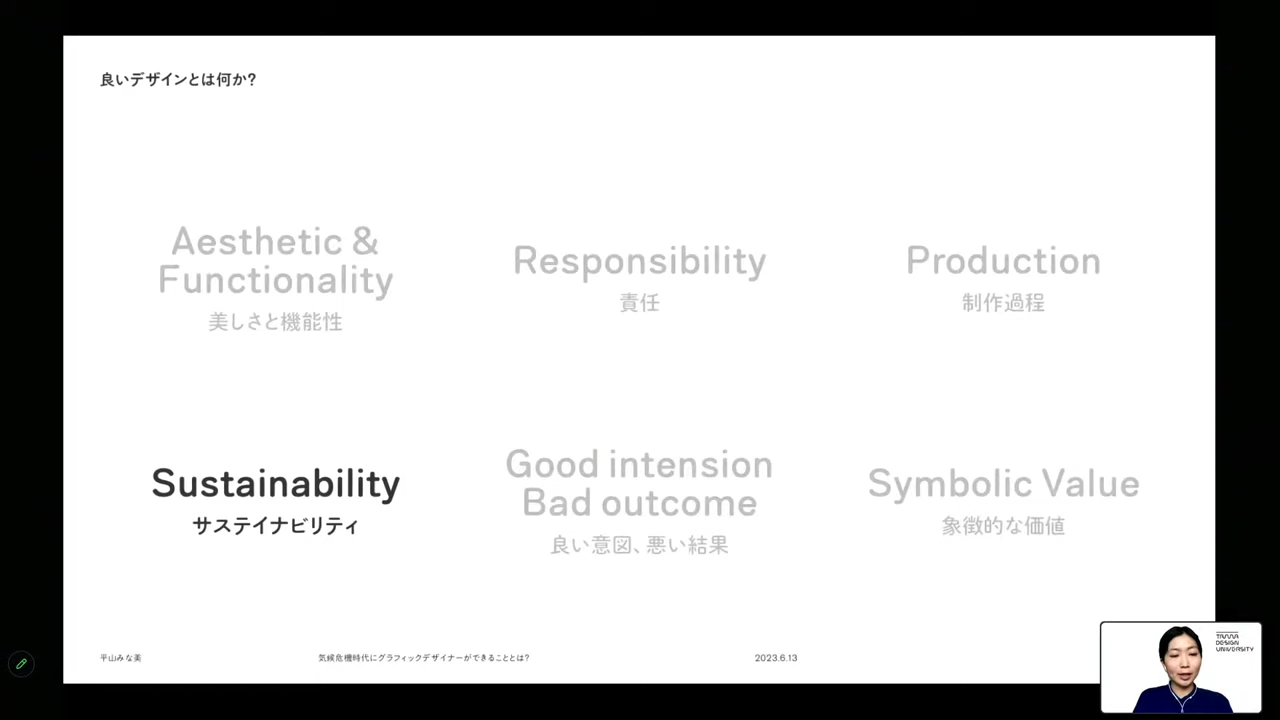 良いデザインとは何か?
Aesthetic &
Functionality
美しさと機能性
Responsibility
責任
Production
制作過程
Sustainability
サステイナビリティ
Good intension
Bad outcome
良い意図、悪い結果
Symbolic Value
象徴的な価値
平山みな美
気候危機時代にグラフィックデザイナーができることとは?
2023.6.13
TAMA
DESIGN
UNIVERSITY